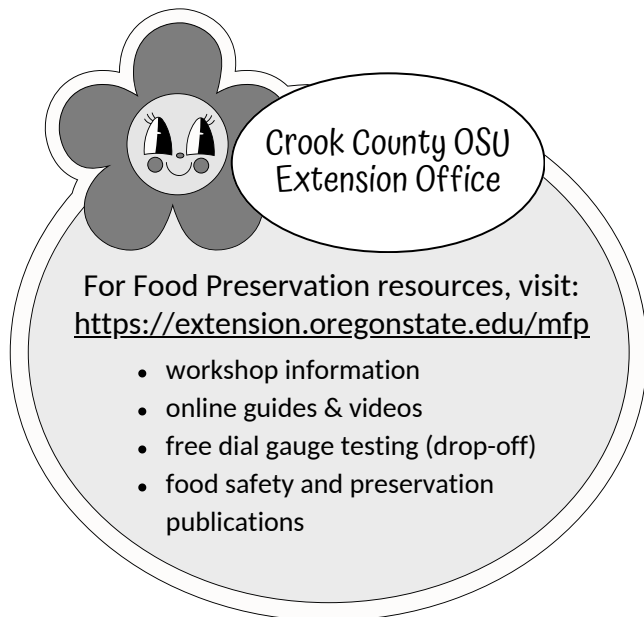 Crook County OSU
Extension Office
For Food Preservation resources, visit:
https://extension.oregonstate.edu/mfp
• workshop information
• online guides & videos
• free dial gauge testing (drop-off)
• food safety and preservation
publications